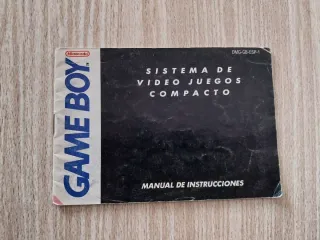 Nintendo
GAME BOY
DMG-GB-ESP-1
SISTEMA DE
VIDEO JUEGOS
COMPACTO
MANUAL DE INSTRUCCIONES